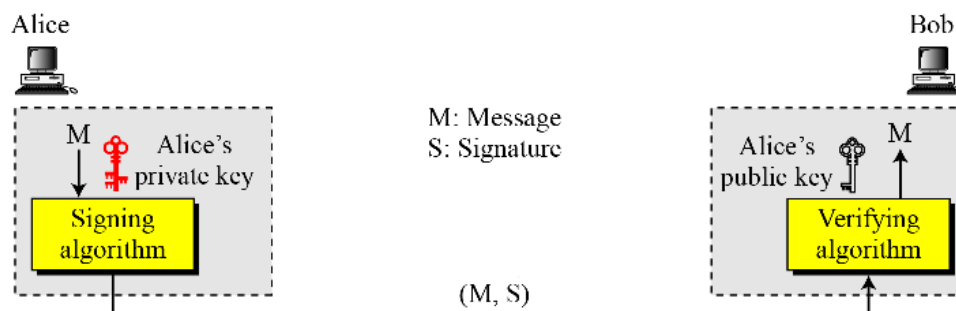 Alice
Bob
M
Alice's
private key
Signing
algorithm
M: Message
S: Signature
(M, S)
Alice's
public key
M
Verifying
algorithm